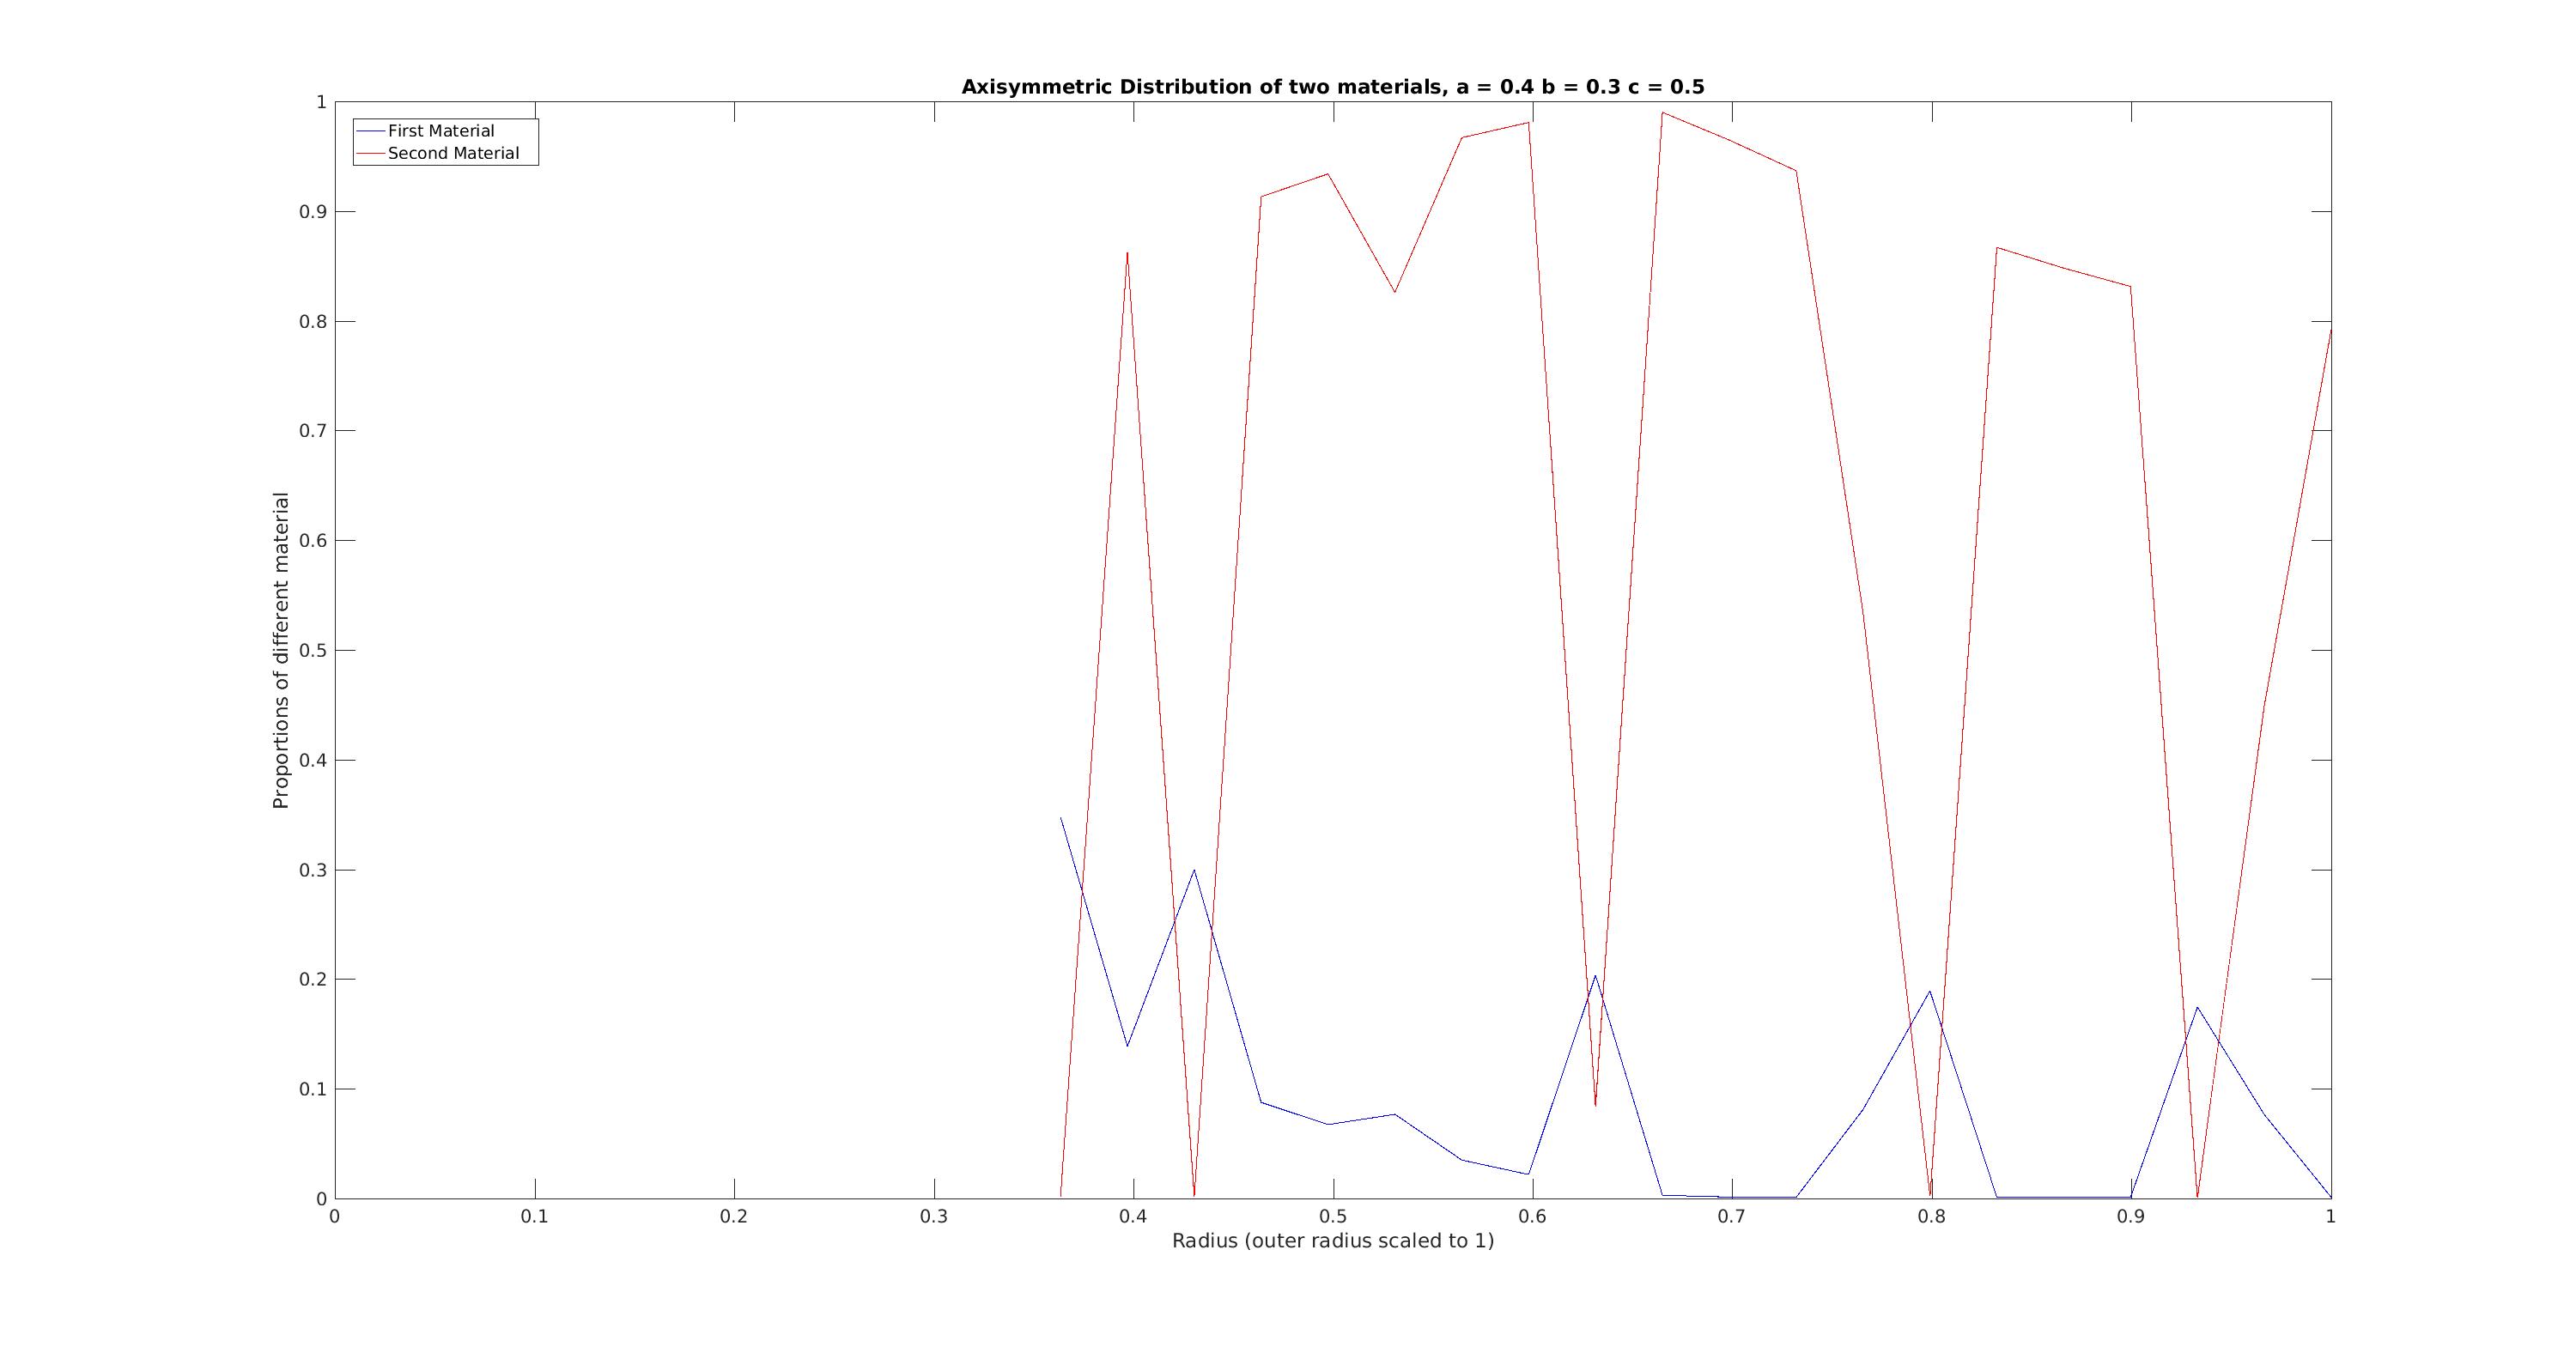 Axisymmetric Distribution of two materials, a = 0.4 b = 0.3 c = 0.5
First Material
Second Material
Proportions of different material
1
0.9
0.8
0.7
0.6
0.5
0.4
0.3
0.2
0.1
0
0 0.1 0.2 0.3 0.4 0.5 0.6 0.7 0.8 0.9 1
Radius (outer radius scaled to 1)